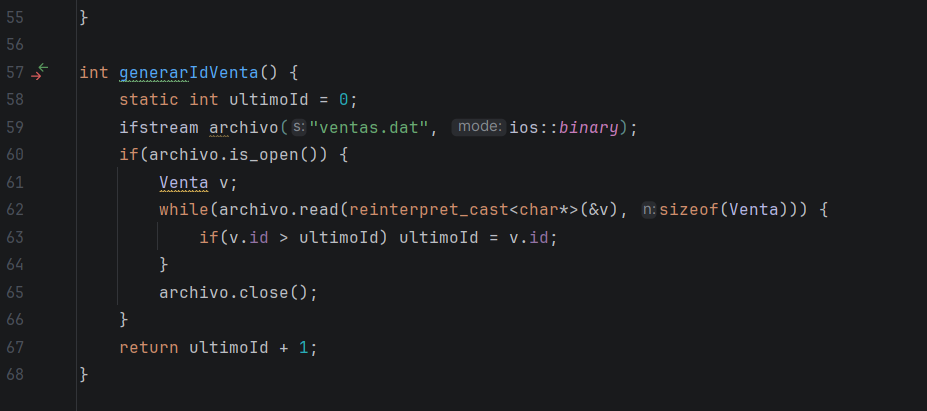 55 }
56
57 int generarIdVenta() {
58     static int ultimoId = 0;
59     ifstream archivo( s: "ventas.dat", mode: ios::binary);
60     if(archivo.is_open()) {
61         Venta v;
62         while(archivo.read(reinterpret_cast<char*>(&v), n: sizeof(Venta))) {
63             if(v.id > ultimoId) ultimoId = v.id;
64         }
65         archivo.close();
66     }
67     return ultimoId + 1;
68 }